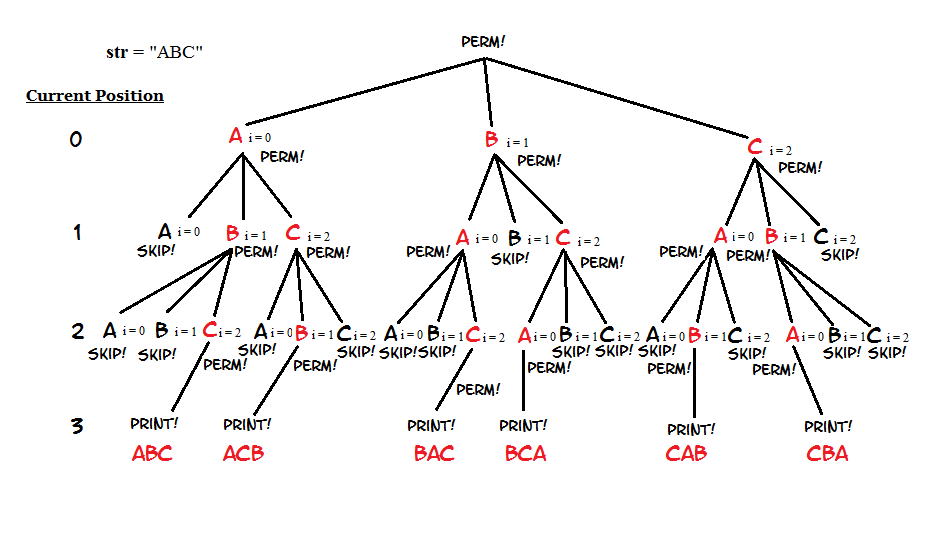 PERM!
str = "ABC"
Current Position
0 A i = 0 B i = 1 C i = 2
PERM! PERM! PERM!
1 A i = 0 B i = 1 C i = 2 A i = 0 B i = 1 C i = 2 A i = 0 B i = 1 C i = 2
SKIP! PERM! PERM! PERM! SKIP! PERM! PERM! PERM! SKIP!
2 A i = 0 B i = 1 C i = 2 A i = 0 B i = 1 C i = 2 A i = 0 B i = 1 C i = 2 A i = 0 B i = 1 C i = 2 A i = 0 B i = 1 C i = 2 A i = 0 B i = 1 C i = 2
SKIP! SKIP! PERM! SKIP! PERM! SKIP! SKIP! SKIP! PERM! PERM! SKIP! SKIP! SKIP! PERM! SKIP! PERM! SKIP! SKIP!
3 PRINT! PRINT! PRINT! PRINT! PRINT! PRINT!
ABC ACB BAC BCA CAB CBA